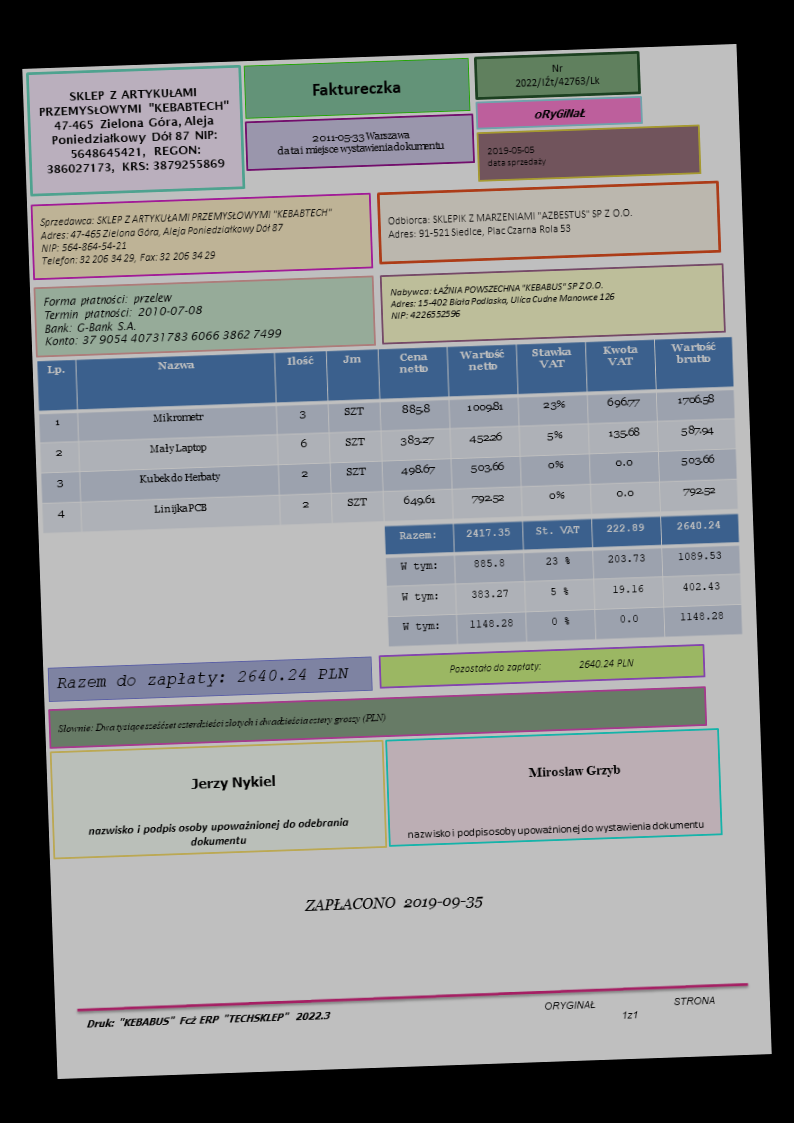 SKLEP Z ARTYKUŁAMI
PRZEMYSŁOWYMI "KEBABTECH"
47-465 Zielona Góra, Aleja
Poniedziałkowy Dół 87 NIP:
5648645421, REGON:
386027173, KRS: 3879255869
Faktureczka
2011-05-33 Warszawa
data i miejsce wystawienia dokumentu
Nr
2022/IŻt/42763/Lk
oRyGiNaŁ
2019-05-05
data sprzedaży
Sprzedawca: SKLEP Z ARTYKUŁAMI PRZEMYSŁOWYMI "KEBABTECH"
Adres: 47-465 Zielona Góra, Aleja Poniedziałkowy Dół 87
NIP: 564-864-54-21
Telefon: 32 206 34 29, Fax: 32 206 34 29
Odbiorca: SKLEPIK Z MARZENIAMI "AZBESTUS" SP Z O.O.
Adres: 91-521 Siedlce, Plac Czarna Rola 53
Forma płatności: przelew
Termin płatności: 2010-07-08
Bank: G-Bank S.A.
Konto: 37 9054 4073 1783 6066 3862 7499
Nabywca: ŁAŹNIA POWSZECHNA "KEBABUS" SP Z O.O.
Adres: 15-402 Biała Podlaska, Ulica Cudne Manowce 126
NIP: 4226552596
Lp. Nazwa Ilość Jm Cena netto Wartość netto Stawka VAT Kwota VAT Wartość brutto
1 Mikrometr 3 SZT 885.8 1009.81 23% 696.77 1706.58
2 Mały Laptop 6 SZT 383.27 452.26 5% 135.68 587.94
3 Kubek do Herbaty 2 SZT 498.67 503.66 0% 0.0 503.66
4 Linijka PCB 2 SZT 649.61 792.52 0% 0.0 792.52
Razem: 2417.35 St. VAT 222.89 2640.24
W tym: 885.8 23 % 203.73 1089.53
W tym: 383.27 5 % 19.16 402.43
W tym: 1148.28 0 % 0.0 1148.28
Razem do zapłaty: 2640.24 PLN
Pozostało do zapłaty: 2640.24 PLN
Słownie: Dwa tysiące sześćset czterdzieści złotych i dwadzieścia cztery groszy (PLN)
Jerzy Nykiel
nazwisko i podpis osoby upoważnionej do odebrania
dokumentu
Mirosław Grzyb
nazwisko i podpis osoby upoważnionej do wystawienia dokumentu
ZAPŁACONO 2019-09-35
Druk: "KEBABUS" Fcż ERP "TECHSKLEP" 2022.3
ORYGINAŁ STRONA
1z1